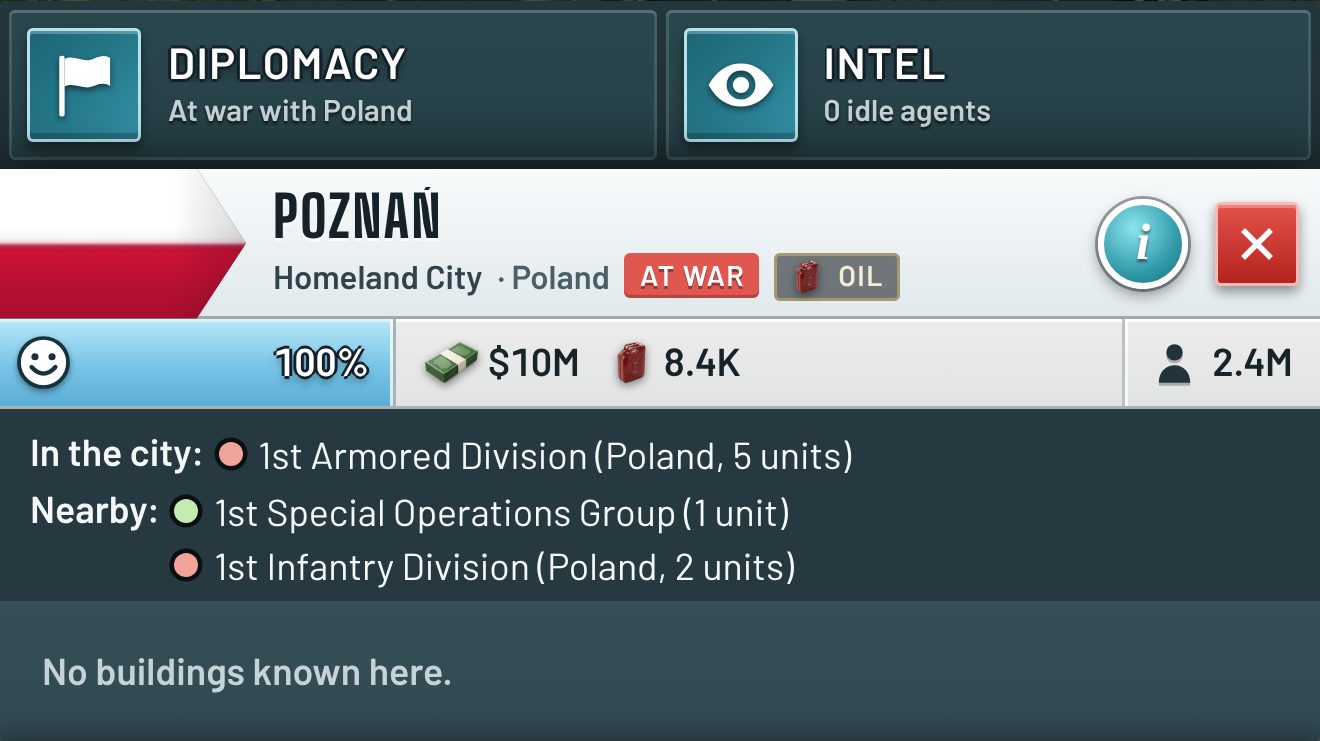 DIPLOMACY
At war with Poland
INTEL
0 idle agents
POZNAŃ
Homeland City · Poland AT WAR OIL
i
100% $10M 8.4K 2.4M
In the city: 1st Armored Division (Poland, 5 units)
Nearby: 1st Special Operations Group (1 unit)
1st Infantry Division (Poland, 2 units)
No buildings known here.